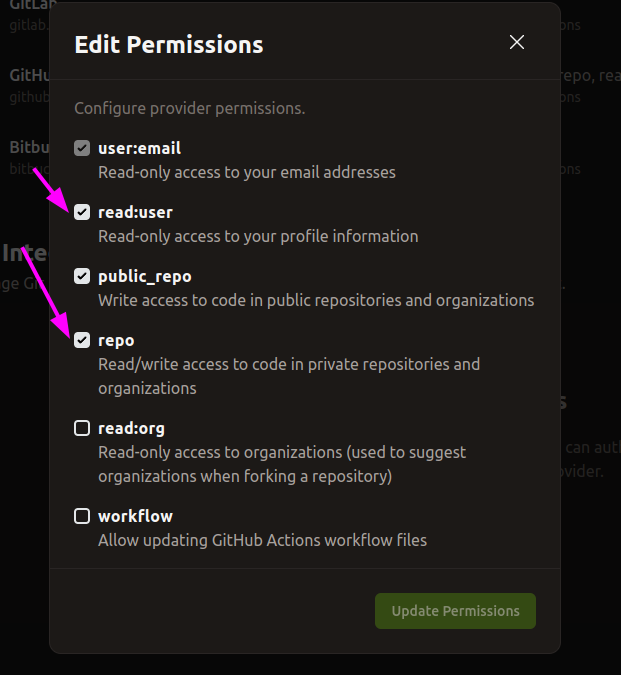 GitLab
gitlab.
Edit Permissions
GitHu
repo, rea
github
ons
Configure provider permissions.
Bitbu
user:email
bitbuc
ons
Read-only access to your email addresses
read:user
Read-only access to your profile information
Inte
public_repo
age Gi
Write access to code in public repositories and organizations
repo
Read/write access to code in private repositories and
organizations
s
read:org
can auth
Read-only access to organizations (used to suggest
ovider.
organizations when forking a repository)
workflow
Allow updating GitHub Actions workflow files
Update Permissions